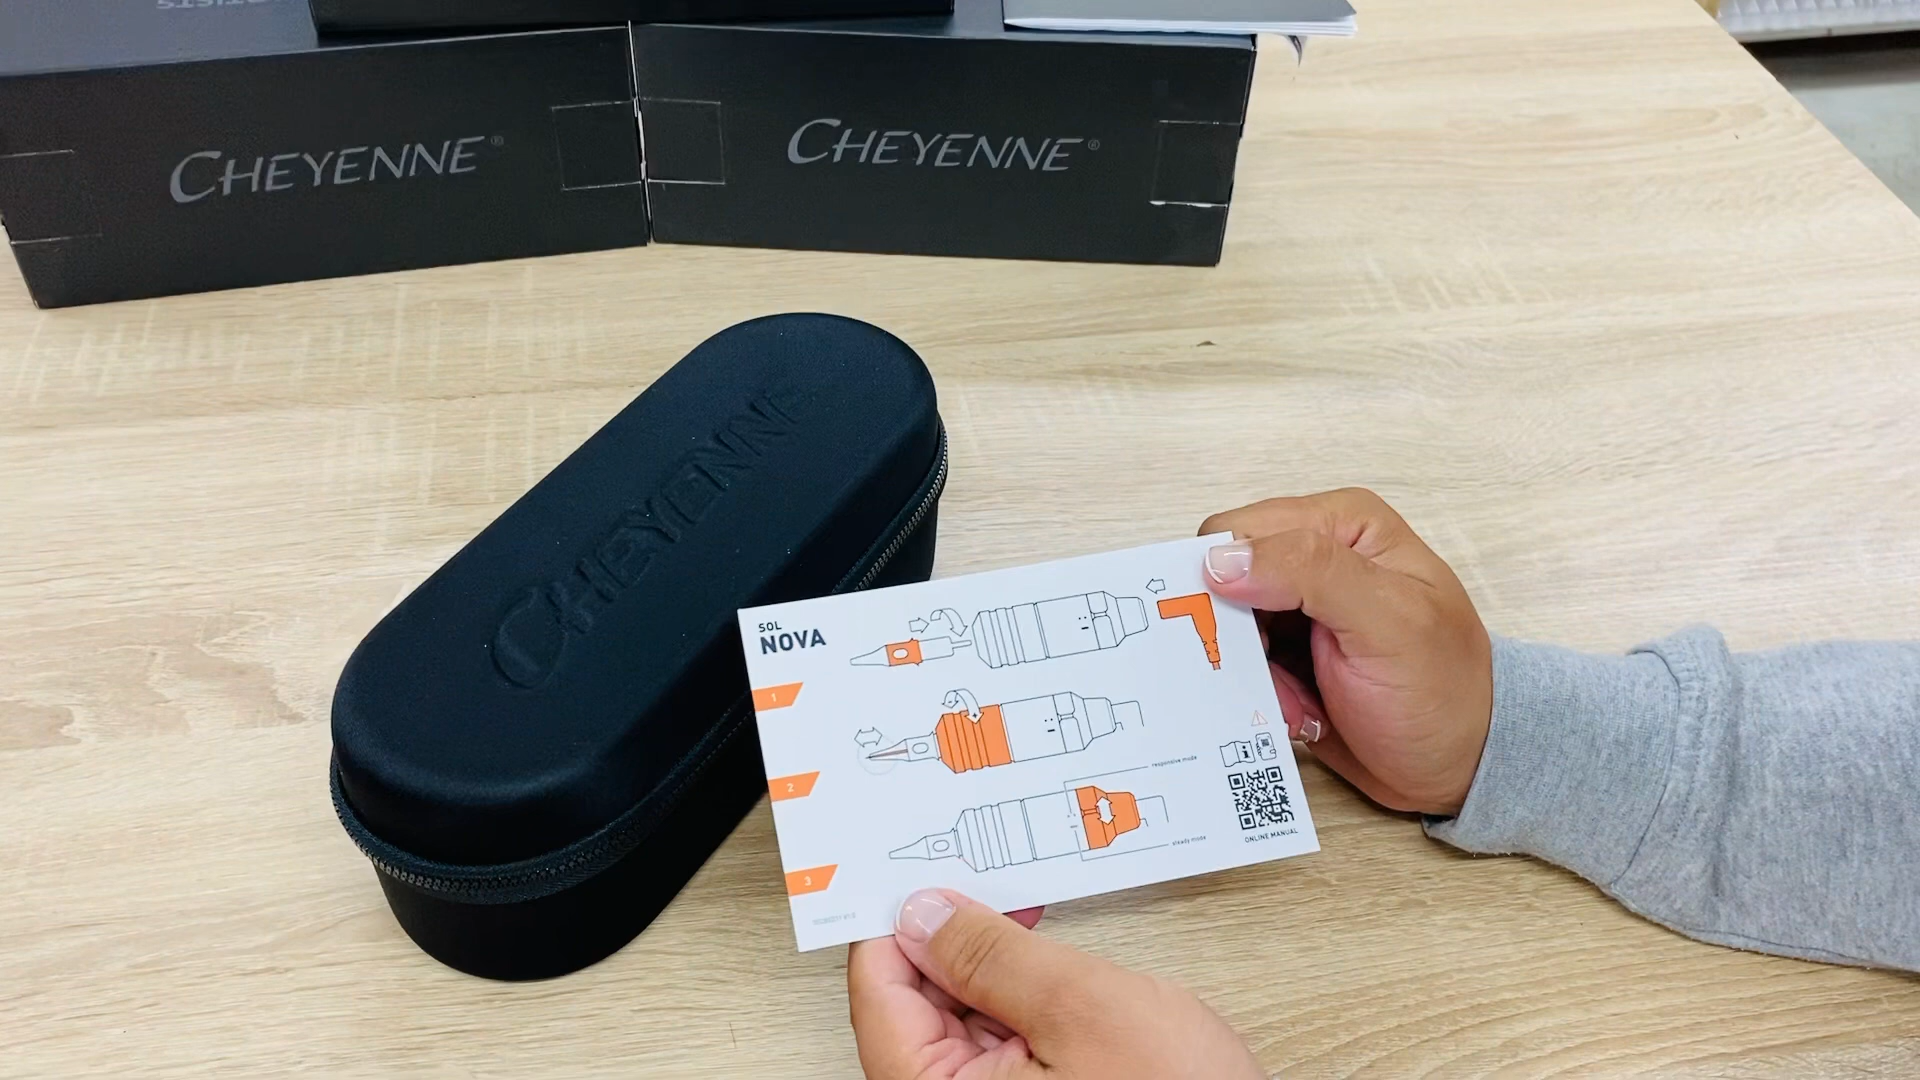 CHEYENNE®
CHEYENNE®
CHEYENNE
SOL
NOVA
1
2
responsive mode
steady mode
3
ONLINE MANUAL